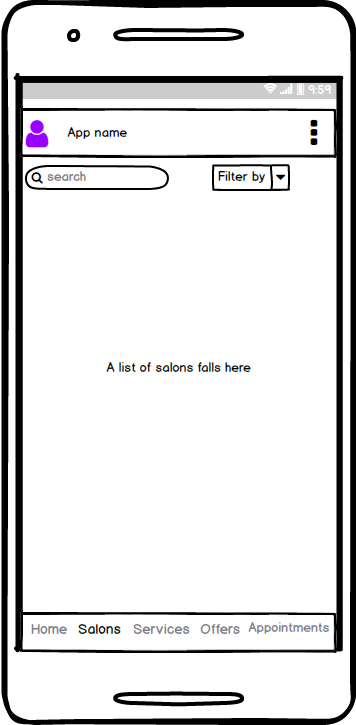 9:59
App name
search
Filter by
A list of salons falls here
Home Salons Services Offers Appointments